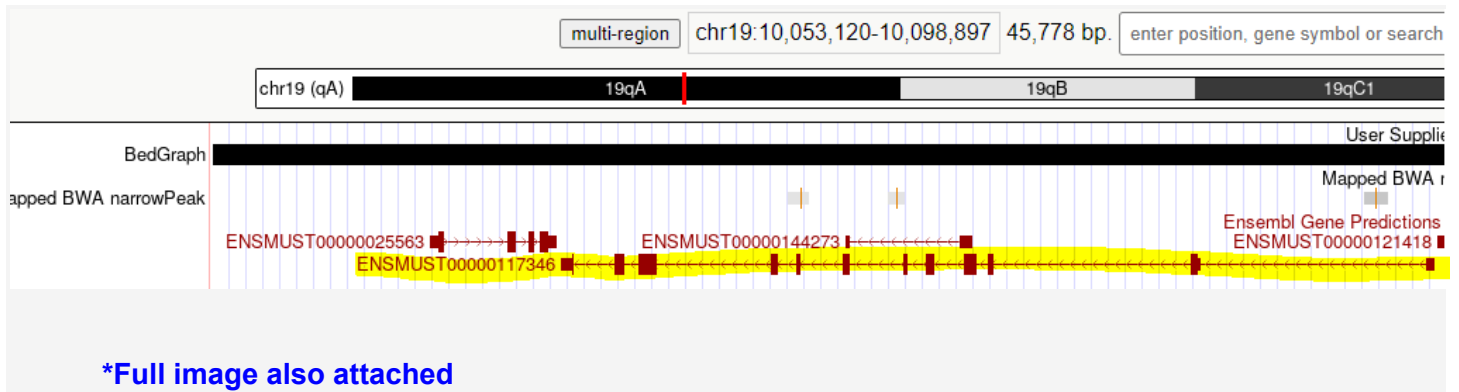 multi-region chr19:10,053,120-10,098,897 45,778 bp. enter position, gene symbol or search
chr19 (qA) 19qA 19qB 19qC1
User Supplie
BedGraph
Mapped BWA
apped BWA narrowPeak
Ensembl Gene Predictions
ENSMUST00000025563 ENSMUST00000144273 ENSMUST00000121418
ENSMUST00000117346
*Full image also attached